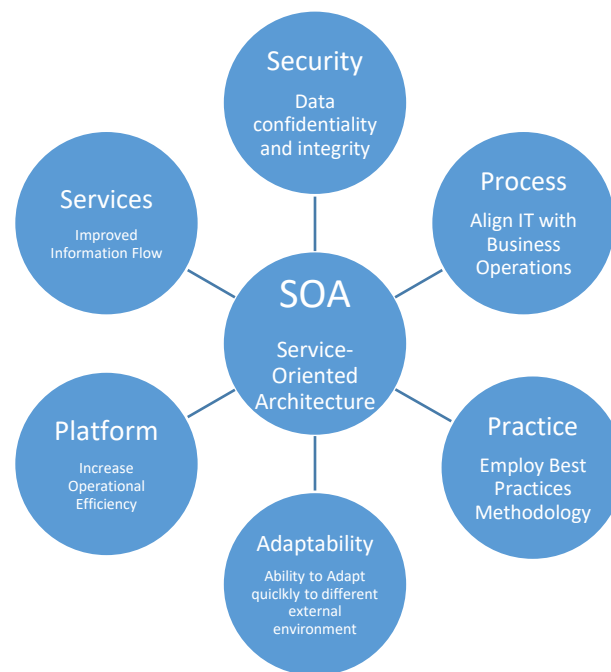 Security
Data
confidentiality
and integrity
Process
Align IT with
Business
Operations
Services
Improved
Information Flow
SOA
Service-
Oriented
Architecture
Platform
Increase
Operational
Efficiency
Practice
Employ Best
Practices
Methodology
Adaptability
Ability to Adapt
quiclkly to different
external
environment